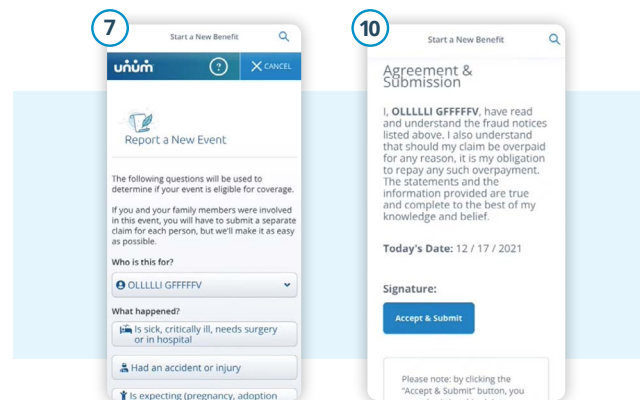 7
Start a New Benefit
unum
?
CANCEL
Report a New Event
The following questions will be used to
determine if your event is eligible for coverage.
If you and your family members were involved
in this event, you will have to submit a separate
claim for each person, but we'll make it as easy
as possible.
Who is this for?
OLLLLLI GFFFFFV
What happened?
Is sick, critically ill, needs surgery
or in hospital
Had an accident or injury
Is expecting (pregnancy, adoption
10
Start a New Benefit
Agreement &
Submission
I, OLLLLLI GFFFFFV, have read
and understand the fraud notices
listed above. I also understand
that should my claim be overpaid
for any reason, it is my obligation
to repay any such overpayment.
The statements and the
information provided are true
and complete to the best of my
knowledge and belief.
Today's Date: 12 / 17 / 2021
Signature:
Accept & Submit
Please note: by clicking the
"Accept & Submit" button, you